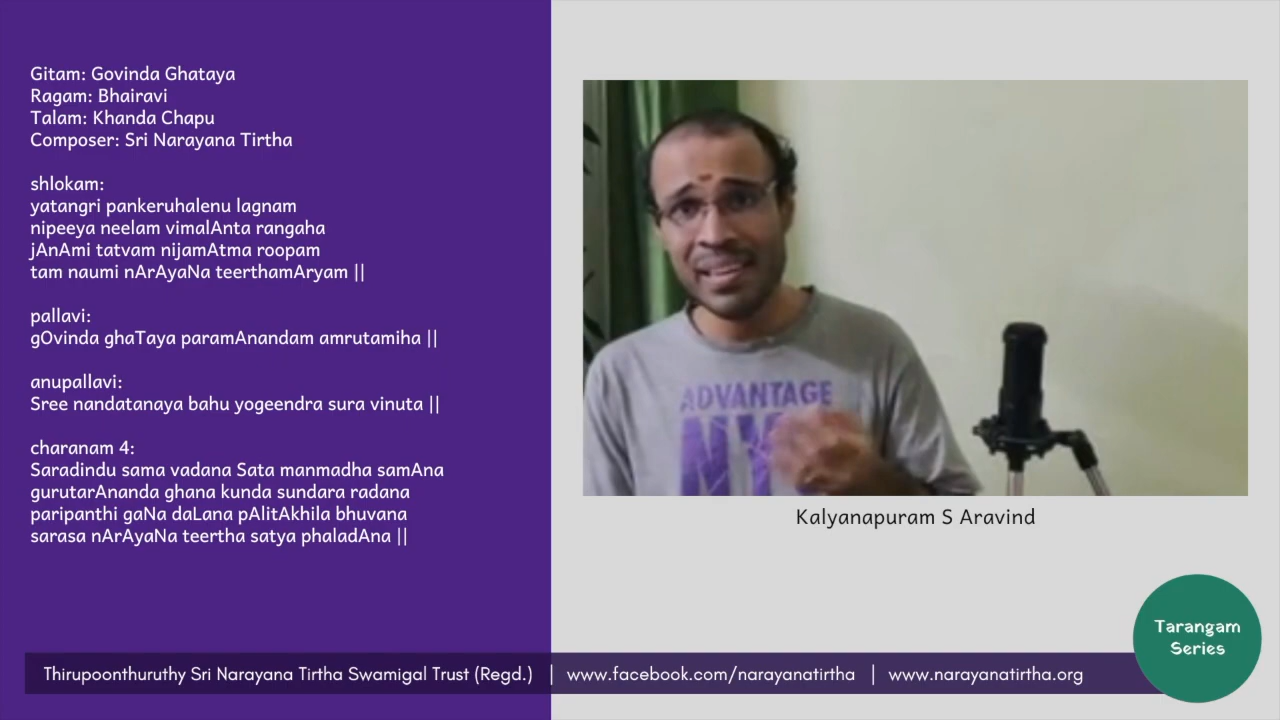 Gitam: Govinda Ghataya
Ragam: Bhairavi
Talam: Khanda Chapu
Composer: Sri Narayana Tirtha
shlokam:
yatangri pankeruhalenu lagnam
nipeeya neelam vimalAnta rangaha
jAnAmi tatvam nijamAtma roopam
tam naumi nArAyaNa teerthamAryam ||
pallavi:
gOvinda ghaTaya paramAnandam amrutamiha ||
anupallavi:
Sree nandatanaya bahu yogeendra sura vinuta ||
charanam 4:
Saradindu sama vadana Sata manmadha samAna
gurutarAnanda ghana kunda sundara radana
paripanthi gaNa daLana pAlitAkhila bhuvana
sarasa nArAyaNa teertha satya phaladAna ||
ADVANTAGE
Kalyanapuram S Aravind
Tarangam
Series
Thirupoonthuruthy Sri Narayana Tirtha Swamigal Trust (Regd.) | www.facebook.com/narayanatirtha | www.narayanatirtha.org